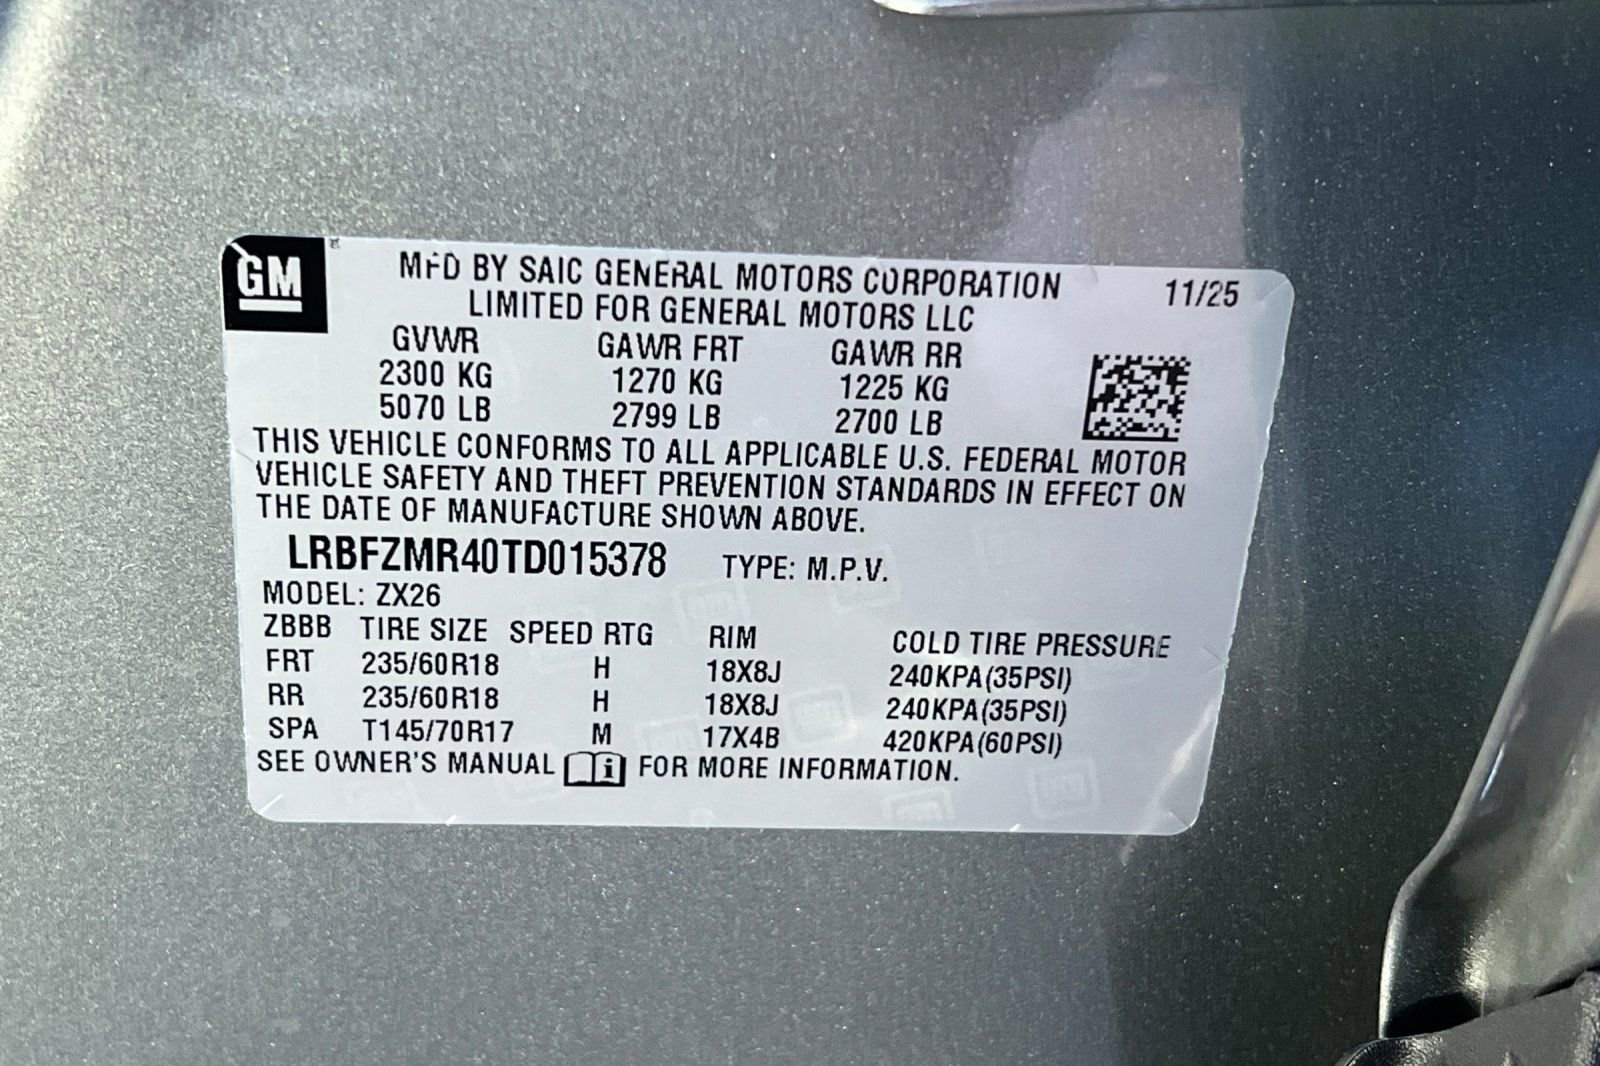 GM
MFD BY SAIC GENERAL MOTORS CORPORATION 11/25
LIMITED FOR GENERAL MOTORS LLC
GVWR GAWR FRT GAWR RR
2300 KG 1270 KG 1225 KG
5070 LB 2799 LB 2700 LB
THIS VEHICLE CONFORMS TO ALL APPLICABLE U.S. FEDERAL MOTOR
VEHICLE SAFETY AND THEFT PREVENTION STANDARDS IN EFFECT ON
THE DATE OF MANUFACTURE SHOWN ABOVE.
LRBFZMR40TD015378 TYPE: M.P.V.
MODEL: ZX26
ZBBB TIRE SIZE SPEED RTG RIM COLD TIRE PRESSURE
FRT 235/60R18 H 18X8J 240KPA(35PSI)
RR 235/60R18 H 18X8J 240KPA(35PSI)
SPA T145/70R17 M 17X4B 420KPA(60PSI)
SEE OWNER'S MANUAL i FOR MORE INFORMATION.